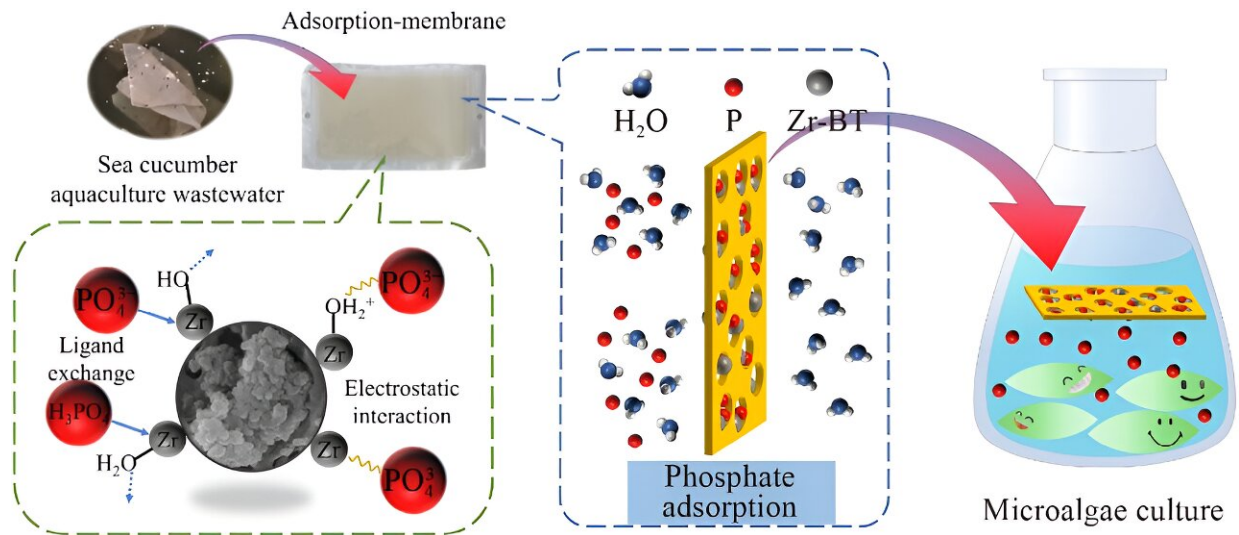 Adsorption-membrane
Sea cucumber
aquaculture wastewater
H₂O
P
Zr-BT
PO₄³⁻
HO
Zr
Ligand
exchange
H₃PO₄
Zr
H₂O
PO₄³⁻
OH₂⁺
Zr
Electrostatic
interaction
Zr
PO₄³
Phosphate
adsorption
Microalgae culture